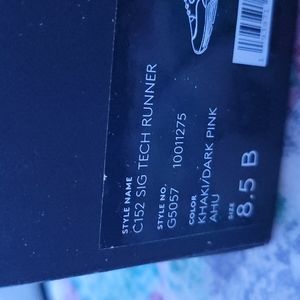 STYLE NAME
C152 SIG TECH RUNNER
STYLE NO.
G5057 10011275
COLOR
KHAKI/DARK PINK
AHU
SIZE
8.5 B